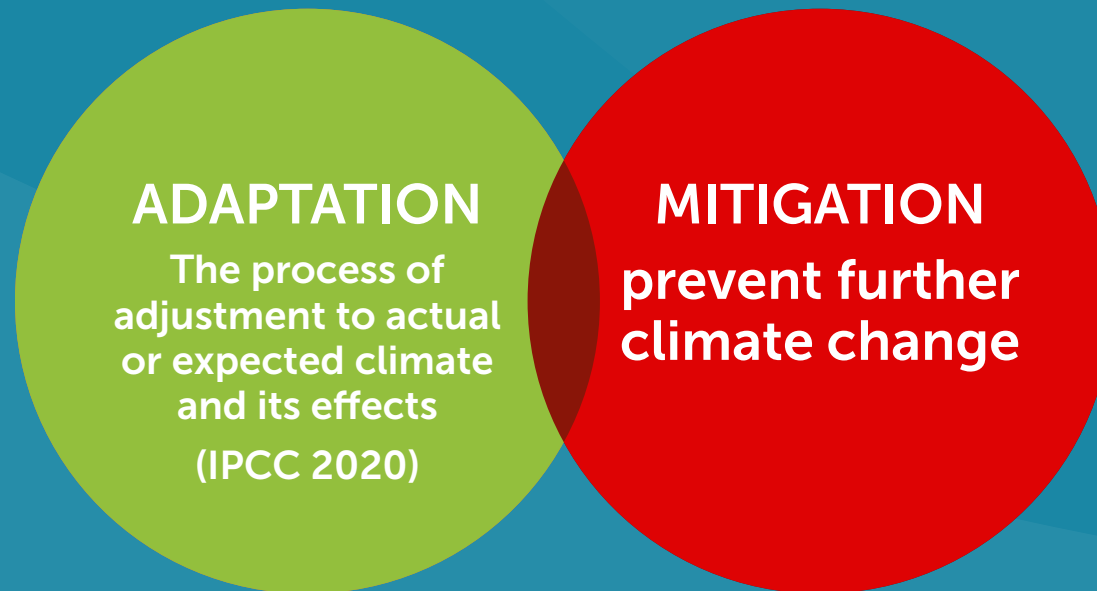 ADAPTATION
The process of
adjustment to actual
or expected climate
and its effects
(IPCC 2020)
MITIGATION
prevent further
climate change